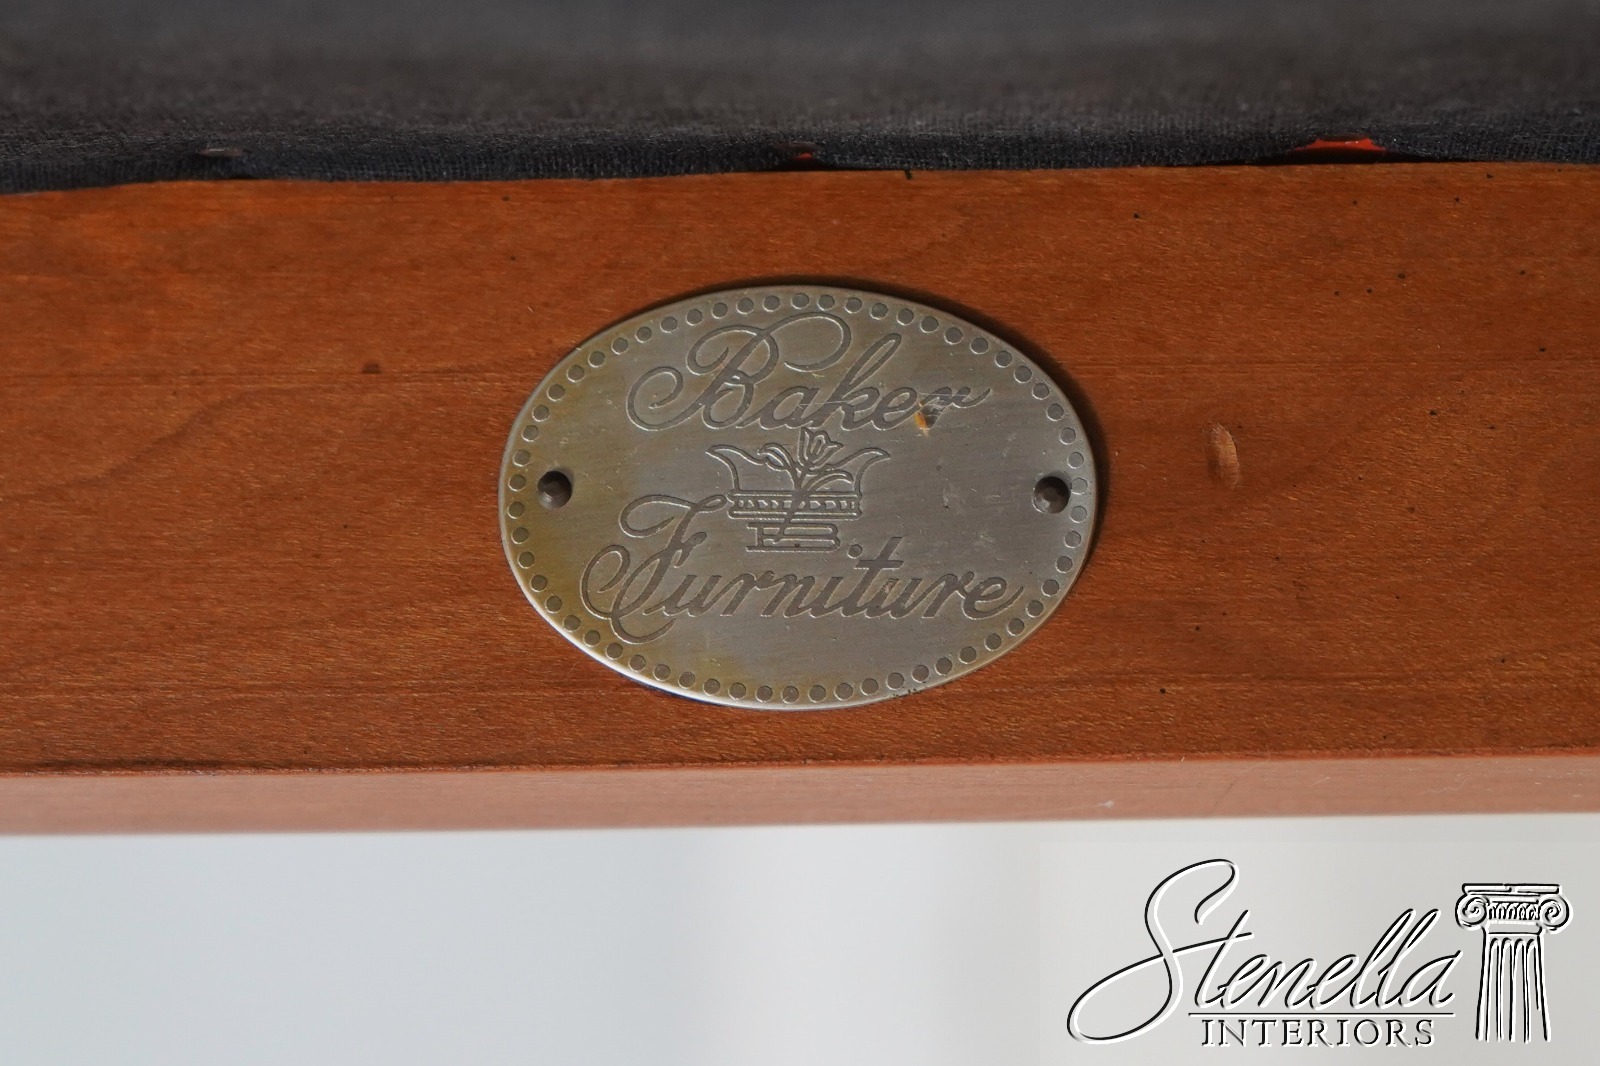 Baker
B
Furniture
Stenella
INTERIORS